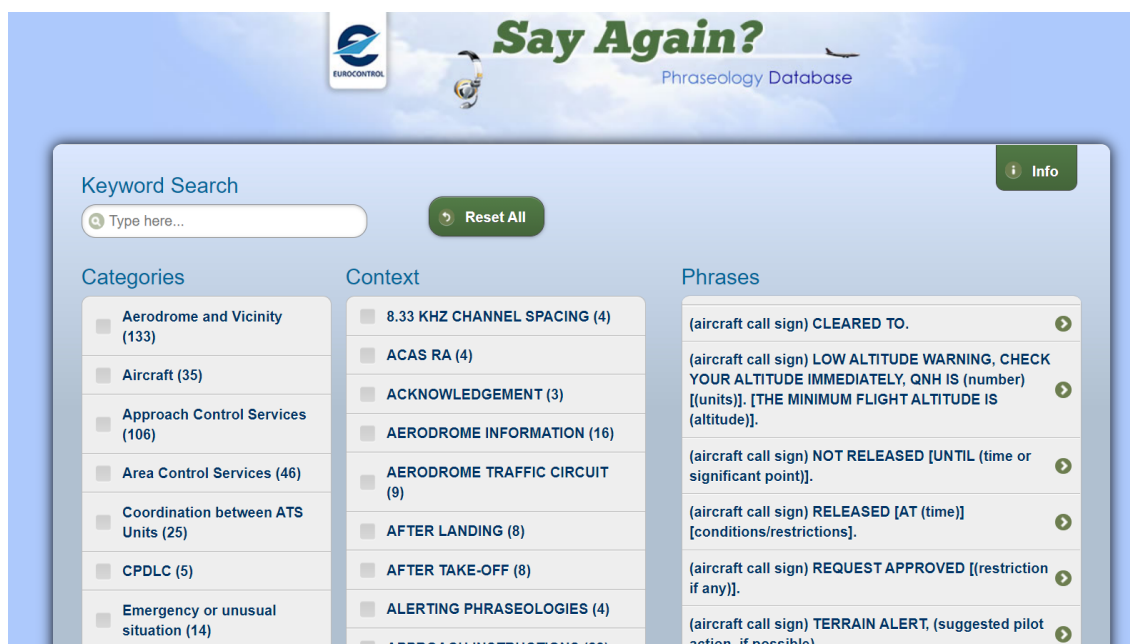 EUROCONTROL
Say Again?
Phraseology Database
Info
Keyword Search
Type here...
Reset All
Categories
Aerodrome and Vicinity
(133)
Aircraft (35)
Approach Control Services
(106)
Area Control Services (46)
Coordination between ATS
Units (25)
CPDLC (5)
Emergency or unusual
situation (14)
Context
8.33 KHZ CHANNEL SPACING (4)
ACAS RA (4)
ACKNOWLEDGEMENT (3)
AERODROME INFORMATION (16)
AERODROME TRAFFIC CIRCUIT
(9)
AFTER LANDING (8)
AFTER TAKE-OFF (8)
ALERTING PHRASEOLOGIES (4)
APPROACH INSTRUCTIONS
Phrases
(aircraft call sign) CLEARED TO.
(aircraft call sign) LOW ALTITUDE WARNING, CHECK
YOUR ALTITUDE IMMEDIATELY, QNH IS (number)
[(units)]. [THE MINIMUM FLIGHT ALTITUDE IS
(altitude)].
(aircraft call sign) NOT RELEASED [UNTIL (time or
significant point)].
(aircraft call sign) RELEASED [AT (time)]
[conditions/restrictions].
(aircraft call sign) REQUEST APPROVED [(restriction
if any)].
(aircraft call sign) TERRAIN ALERT, (suggested pilot
action, if possible)